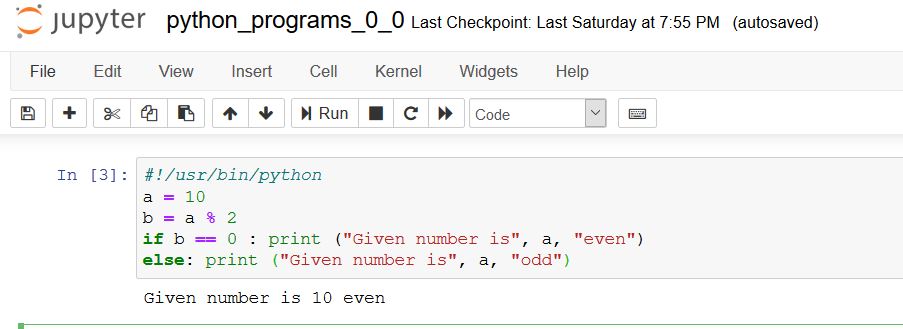 jupyter python_programs_0_0 Last Checkpoint: Last Saturday at 7:55 PM (autosaved)
File Edit View Insert Cell Kernel Widgets Help
Run Code
In [3]: #!/usr/bin/python
a = 10
b = a % 2
if b == 0 : print ("Given number is", a, "even")
else: print ("Given number is", a, "odd")
Given number is 10 even